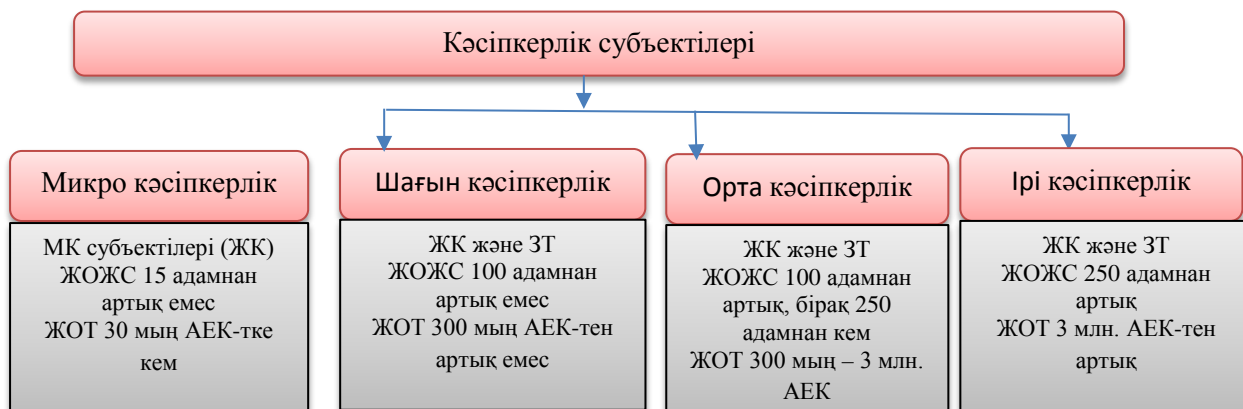 Кәсіпкерлік субъектілері
Микро кәсіпкерлік
МК субъектілері (ЖК)
ЖОЖС 15 адамнан
артық емес
ЖОТ 30 мың АЕК-тке
кем
Шағын кәсіпкерлік
ЖК және ЗТ
ЖОЖС 100 адамнан
артық емес
ЖОТ 300 мың АЕК-тен
артық емес
Орта кәсіпкерлік
ЖК және ЗТ
ЖОЖС 100 адамнан
артық, бірақ 250
адамнан кем
ЖОТ 300 мың – 3 млн.
АЕК
Ірі кәсіпкерлік
ЖК және ЗТ
ЖОЖС 250 адамнан
артық
ЖОТ 3 млн. АЕК-тен
артық